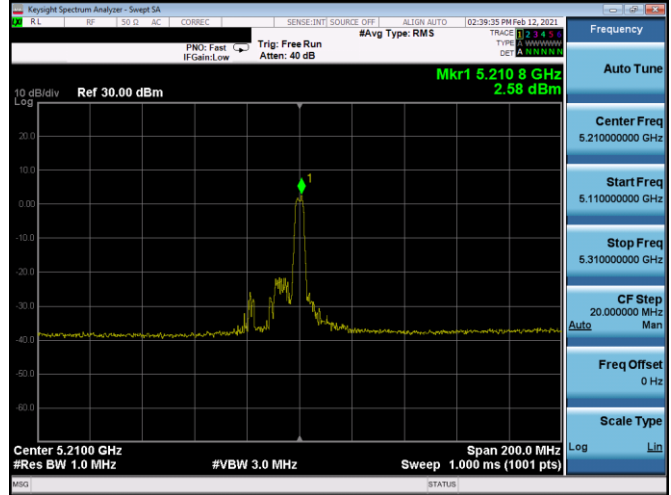 Keysight Spectrum Analyzer - Swept SA
RL RF 50 Ω AC CORREC SENSE:INT SOURCE OFF ALIGN AUTO 02:39:35 PM Feb 12, 2021
#Avg Type: RMS
TRACE 1 2 3 4 5 6
TYPE A WWWWW
DET A N N N N N
PNO: Fast Trig: Free Run
IFGain:Low Atten: 40 dB
Mkr1 5.210 8 GHz
2.58 dBm
10 dB/div Ref 30.00 dBm
Log
20.0
10.0
1
0.00
-10.0
-20.0
-30.0
-40.0
-50.0
-60.0
Center 5.2100 GHz Span 200.0 MHz
#Res BW 1.0 MHz #VBW 3.0 MHz Sweep 1.000 ms (1001 pts)
MSG STATUS
Frequency
Auto Tune
Center Freq
5.210000000 GHz
Start Freq
5.110000000 GHz
Stop Freq
5.310000000 GHz
CF Step
20.000000 MHz
Auto Man
Freq Offset
0 Hz
Scale Type
Log Lin